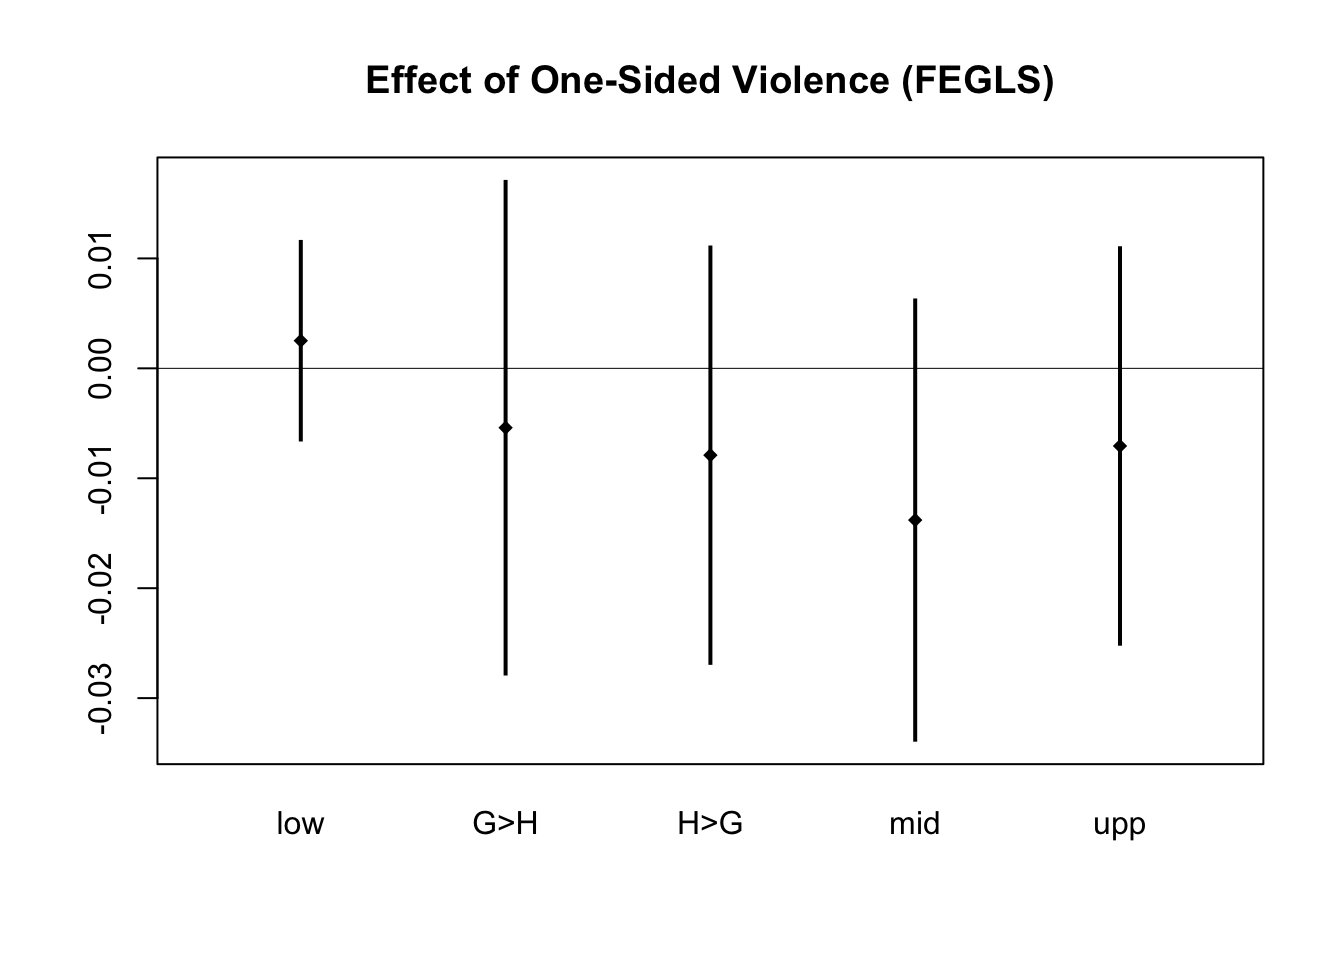 Effect of One-Sided Violence (FEGLS)
0.01
0.00
-0.01
-0.02
-0.03
low G>H H>G mid upp